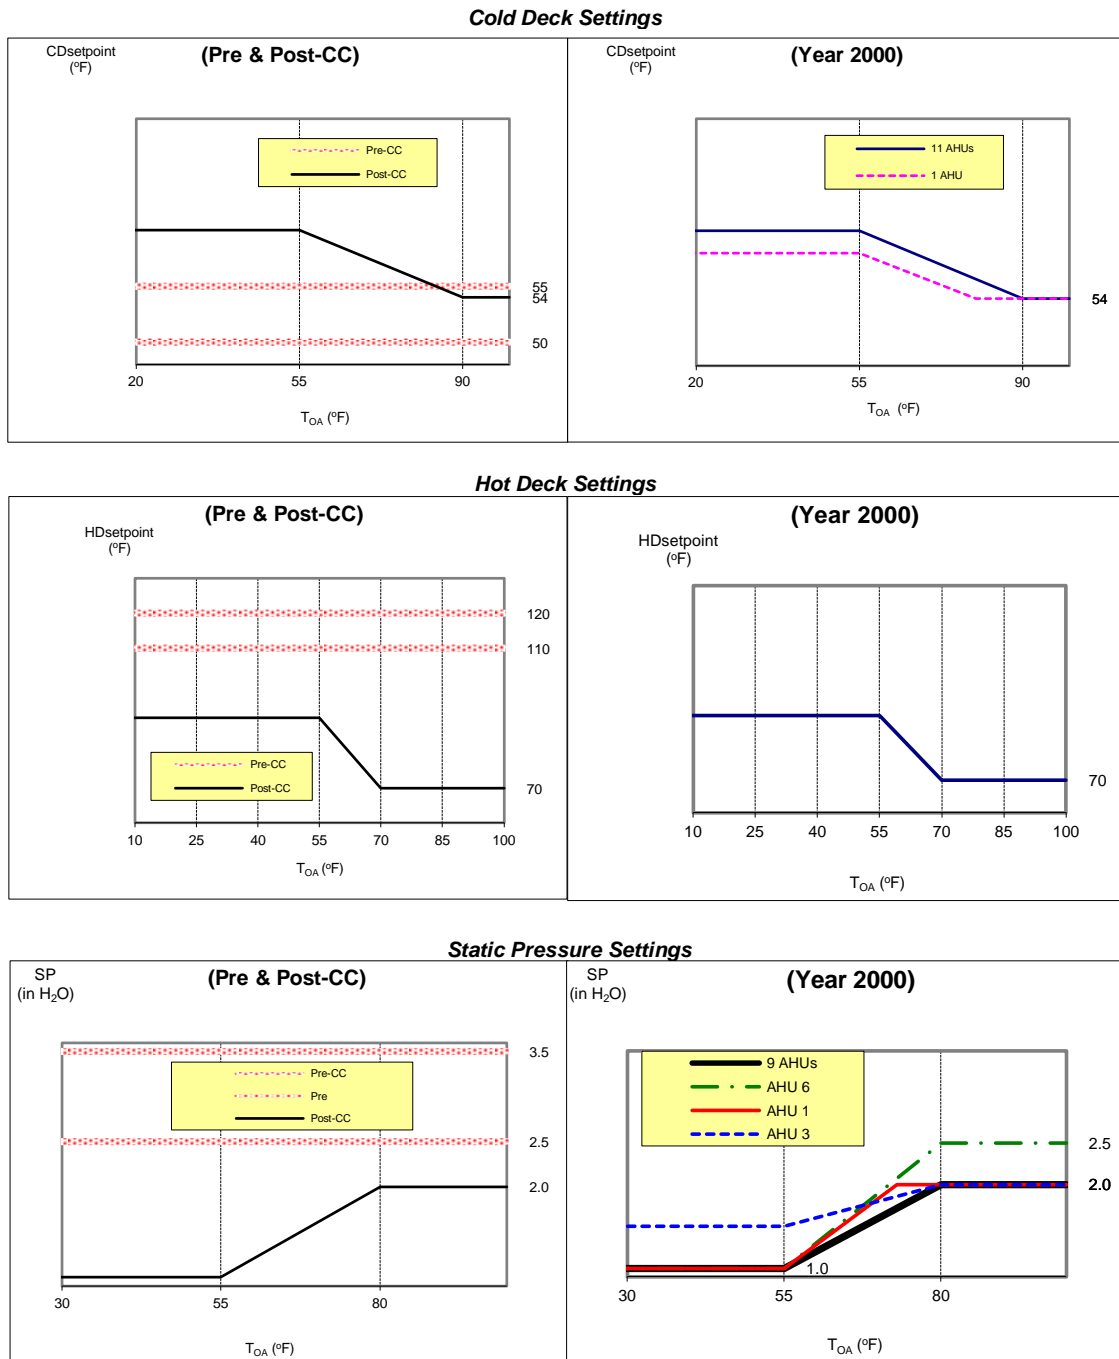 Cold Deck Settings
CDsetpoint
(ºF)
(Pre & Post-CC)
Pre-CC
Post-CC
55
54
50
20 55 90
TOA (ºF)
CDsetpoint
(ºF)
(Year 2000)
11 AHUs
1 AHU
54
20 55 90
TOA (ºF)
Hot Deck Settings
(Pre & Post-CC)
HDsetpoint
(ºF)
120
110
Pre-CC
Post-CC
70
10 25 40 55 70 85 100
TOA (ºF)
(Year 2000)
HDsetpoint
(ºF)
70
10 25 40 55 70 85 100
TOA (ºF)
Static Pressure Settings
SP
(in H2O)
(Pre & Post-CC)
3.5
Pre-CC
Pre
Post-CC
2.5
2.0
30 55 80
TOA (ºF)
SP
(in H2O)
(Year 2000)
9 AHUs
AHU 6
AHU 1
AHU 3
2.5
2.0
1.0
30 55 80
TOA (ºF)